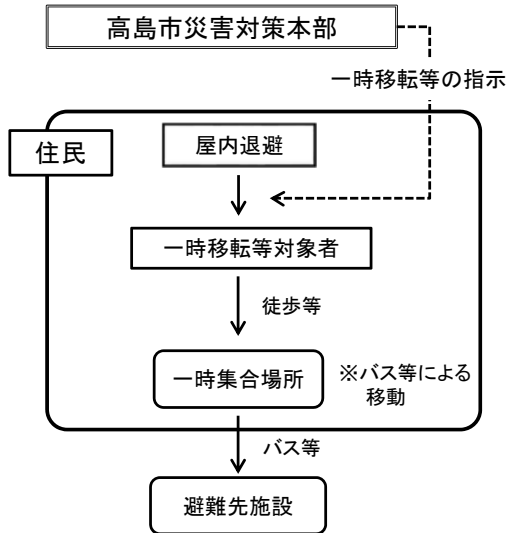 高島市災害対策本部
一時移転等の指示
住民
屋内退避
一時移転等対象者
徒歩等
一時集合場所
※バス等による
移動
バス等
避難先施設